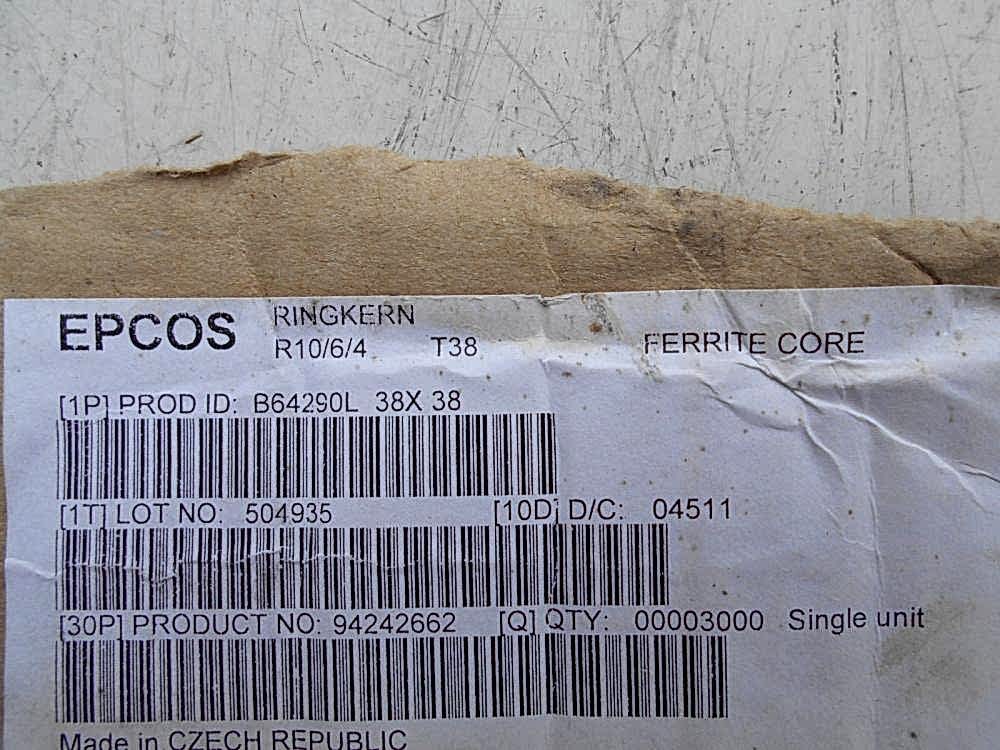 EPCOS RINGKERN
R10/6/4 T38 FERRITE CORE
[1P] PROD ID: B64290L 38X 38
[1T] LOT NO: 504935 [10D] D/C: 04511
[30P] PRODUCT NO: 94242662 [Q] QTY: 00003000 Single unit
Made in CZECH REPUBLIC